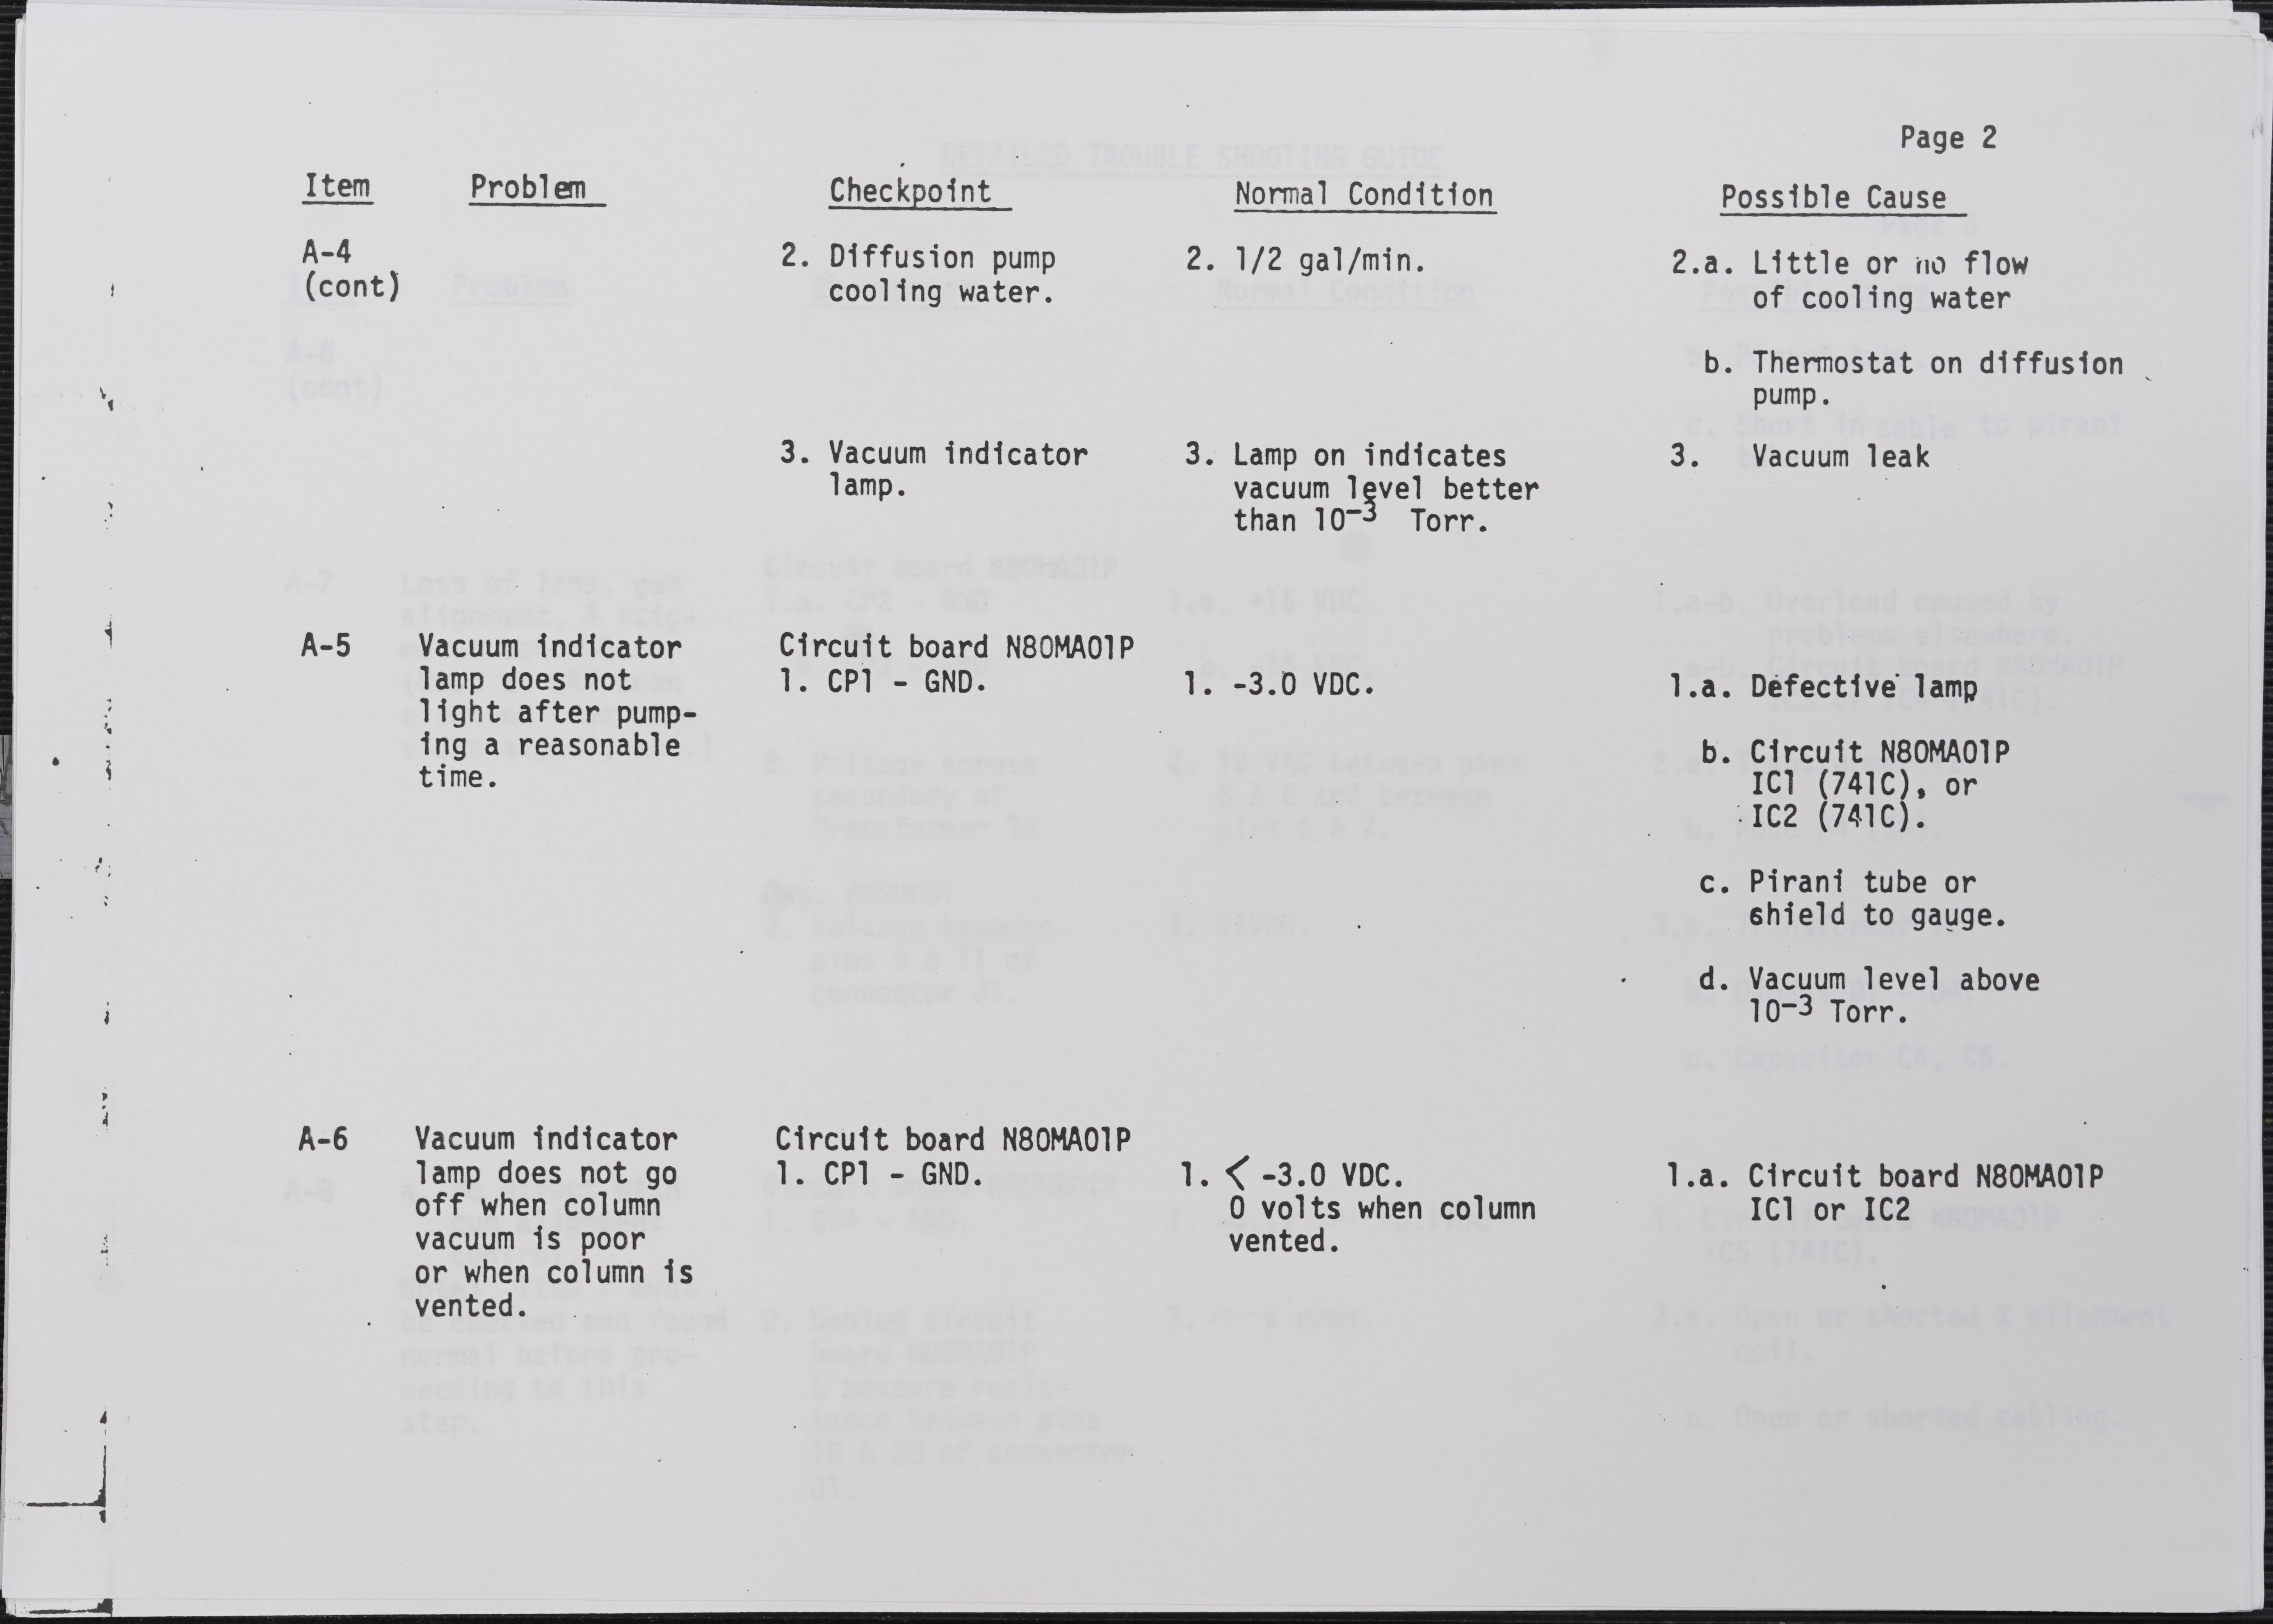 Page 2
Item Problem Checkpoint Normal Condition Possible Cause
A-4
(cont)
2. Diffusion pump
cooling water.
2. 1/2 gal/min.
2.a. Little or no flow
of cooling water
b. Thermostat on diffusion
pump.
3. Vacuum indicator
lamp.
3. Lamp on indicates
vacuum level better
than 10-3 Torr.
3. Vacuum leak
A-5
Vacuum indicator
lamp does not
light after pump-
ing a reasonable
time.
Circuit board N80MA01P
1. CP1 - GND.
1. -3.0 VDC.
1.a. Defective lamp
b. Circuit N80MA01P
IC1 (741C), or
IC2 (741C).
c. Pirani tube or
shield to gauge.
d. Vacuum level above
10-3 Torr.
A-6
Vacuum indicator
lamp does not go
off when column
vacuum is poor
or when column is
vented.
Circuit board N80MA01P
1. CP1 - GND.
1. < -3.0 VDC.
0 volts when column
vented.
1.a. Circuit board N80MA01P
IC1 or IC2